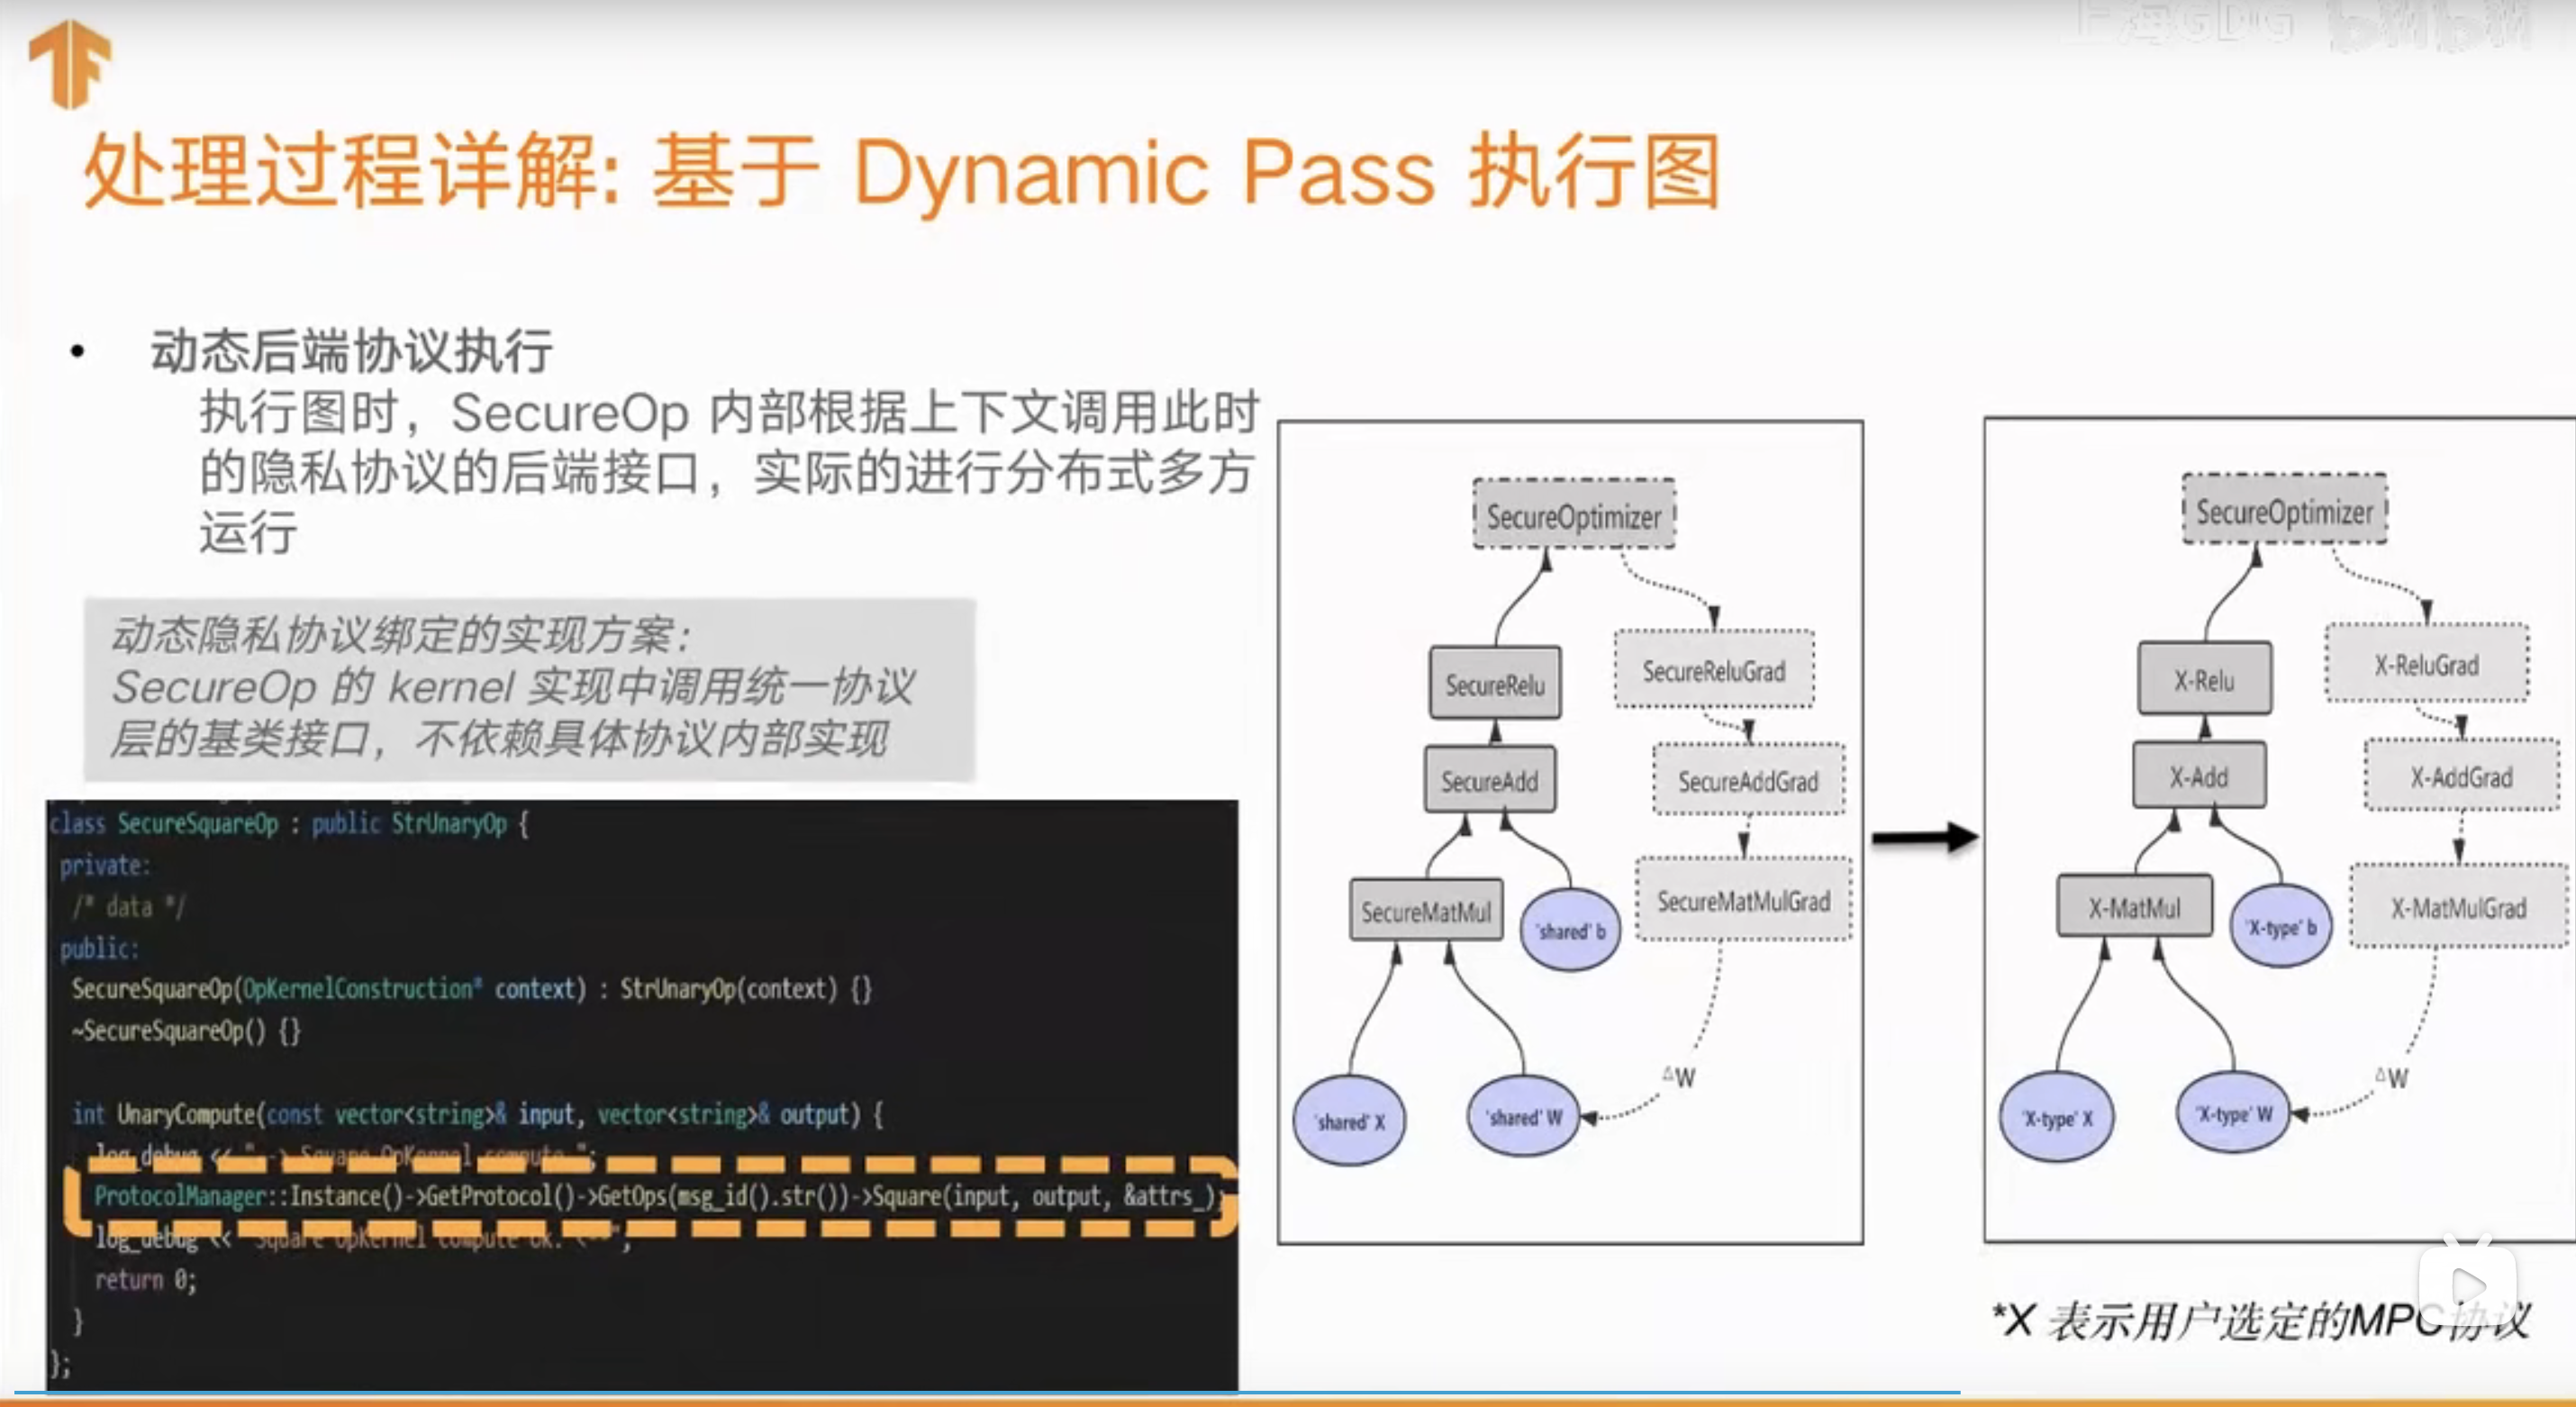 上海GDG bilibili
处理过程详解: 基于 Dynamic Pass 执行图
• 动态后端协议执行
执行图时，SecureOp 内部根据上下文调用此时
的隐私协议的后端接口，实际的进行分布式多方
运行
动态隐私协议绑定的实现方案：
SecureOp 的 kernel 实现中调用统一协议
层的基类接口，不依赖具体协议内部实现
class SecureSquareOp : public StrUnaryOp {
private:
/* data */
public:
SecureSquareOp(OpKernelConstruction* context) : StrUnaryOp(context) {}
~SecureSquareOp() {}
int UnaryCompute(const vector<string>& input, vector<string>& output) {
log_debug << "--> Square OpKernel compute.";
ProtocolManager::Instance()->GetProtocol()->GetOps(msg_id().str())->Square(input, output, &attrs_);
log_debug << "Square OpKernel compute ok. <--";
return 0;
}
};
SecureOptimizer
SecureRelu
SecureReluGrad
SecureAdd
SecureAddGrad
SecureMatMul
'shared' b
SecureMatMulGrad
△W
'shared' X
'shared' W
SecureOptimizer
X-Relu
X-ReluGrad
X-Add
X-AddGrad
X-MatMul
'X-type' b
X-MatMulGrad
△W
'X-type' X
'X-type' W
*X 表示用户选定的MPC协议